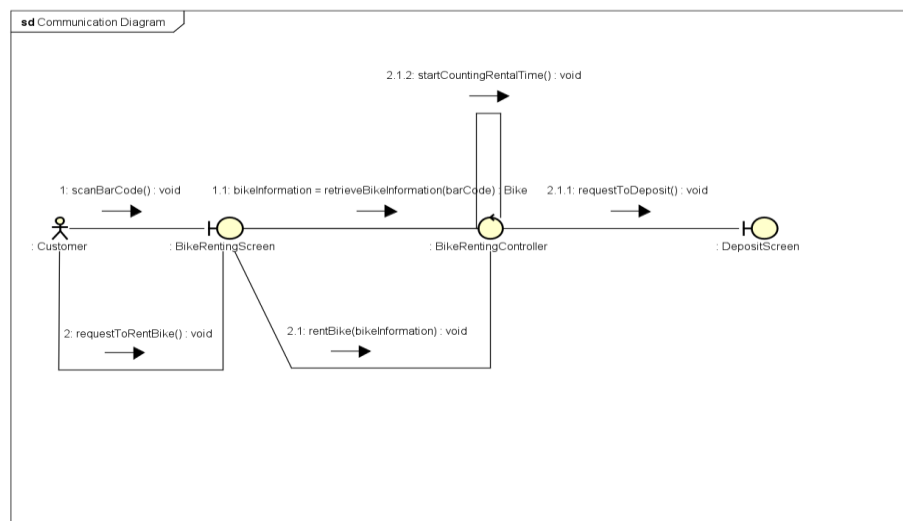 sd Communication Diagram
2.1.2: startCountingRentalTime() : void
1: scanBarCode() : void
1.1: bikeInformation = retrieveBikeInformation(barCode) : Bike
2.1.1: requestToDeposit() : void
: Customer
: BikeRentingScreen
: BikeRentingController
: DepositScreen
2: requestToRentBike() : void
2.1: rentBike(bikeInformation) : void